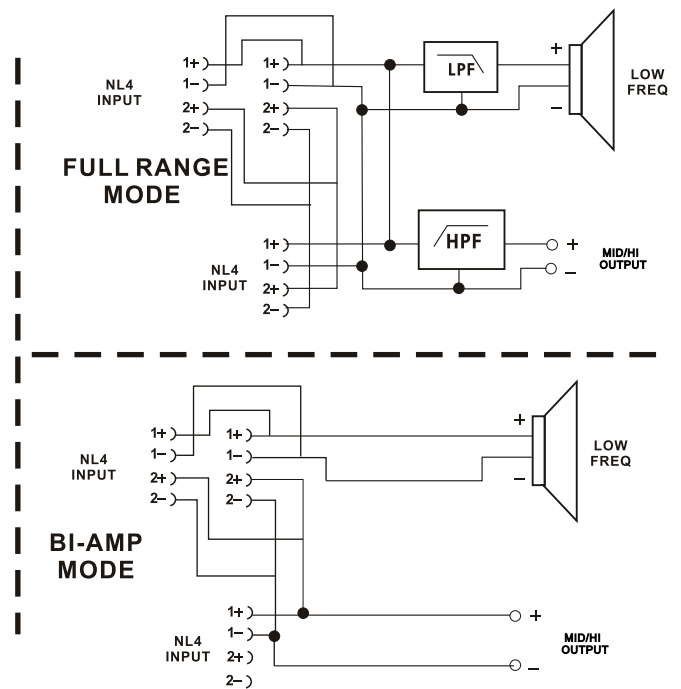 1+ 1+ + LPF LOW
NL4 1– 1– FREQ
INPUT 2+ 2+ –
2– 2–
FULL RANGE
MODE
1+ HPF + MID/HI
NL4 1– – OUTPUT
INPUT 2+
2–
1+ 1+ + LOW
NL4 1– 1– FREQ
INPUT 2+ 2+ –
2– 2–
BI-AMP
MODE
1+ + MID/HI
NL4 1– OUTPUT
INPUT 2+ –
2–